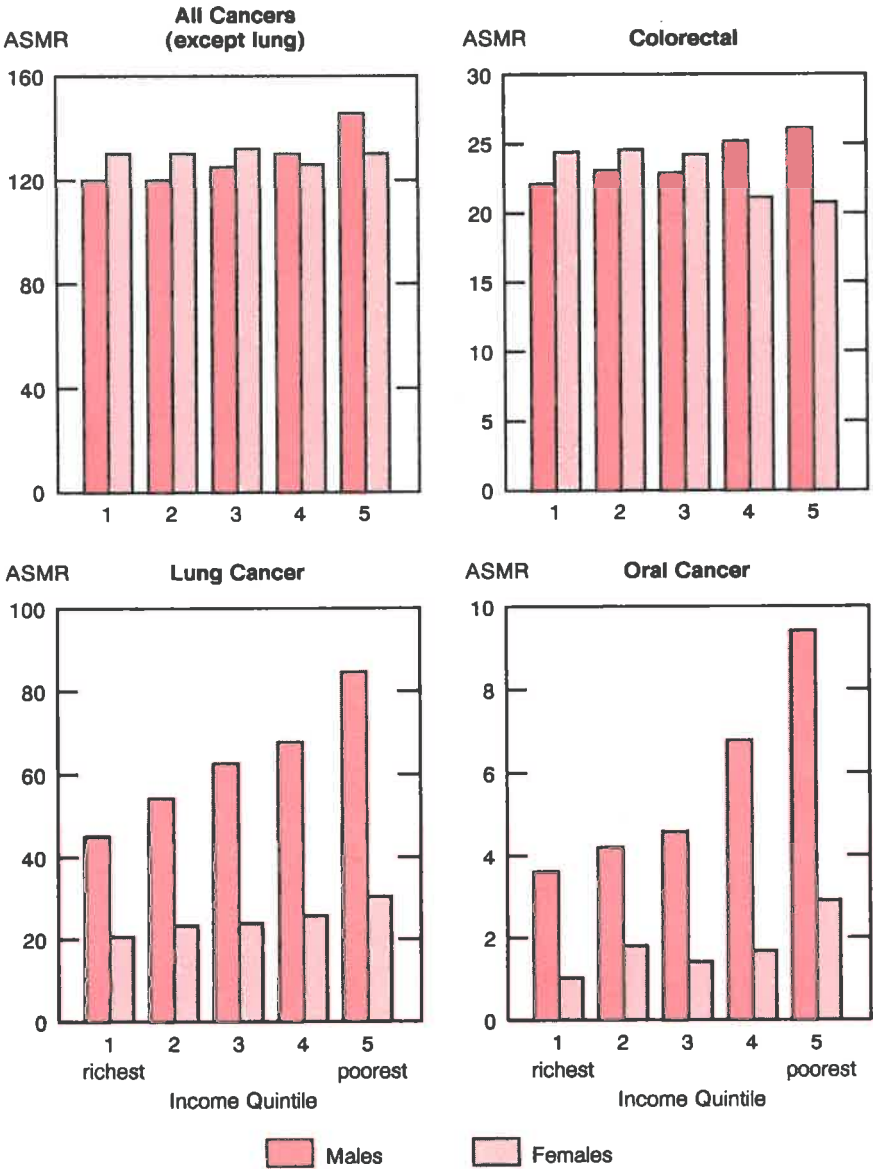 All Cancers
(except lung)
ASMR
160
120
80
40
0
1 2 3 4 5
Colorectal
ASMR
30
25
20
15
10
5
0
1 2 3 4 5
Lung Cancer
ASMR
100
80
60
40
20
0
1 2 3 4 5
richest poorest
Income Quintile
Oral Cancer
ASMR
10
8
6
4
2
0
1 2 3 4 5
richest poorest
Income Quintile
Males Females